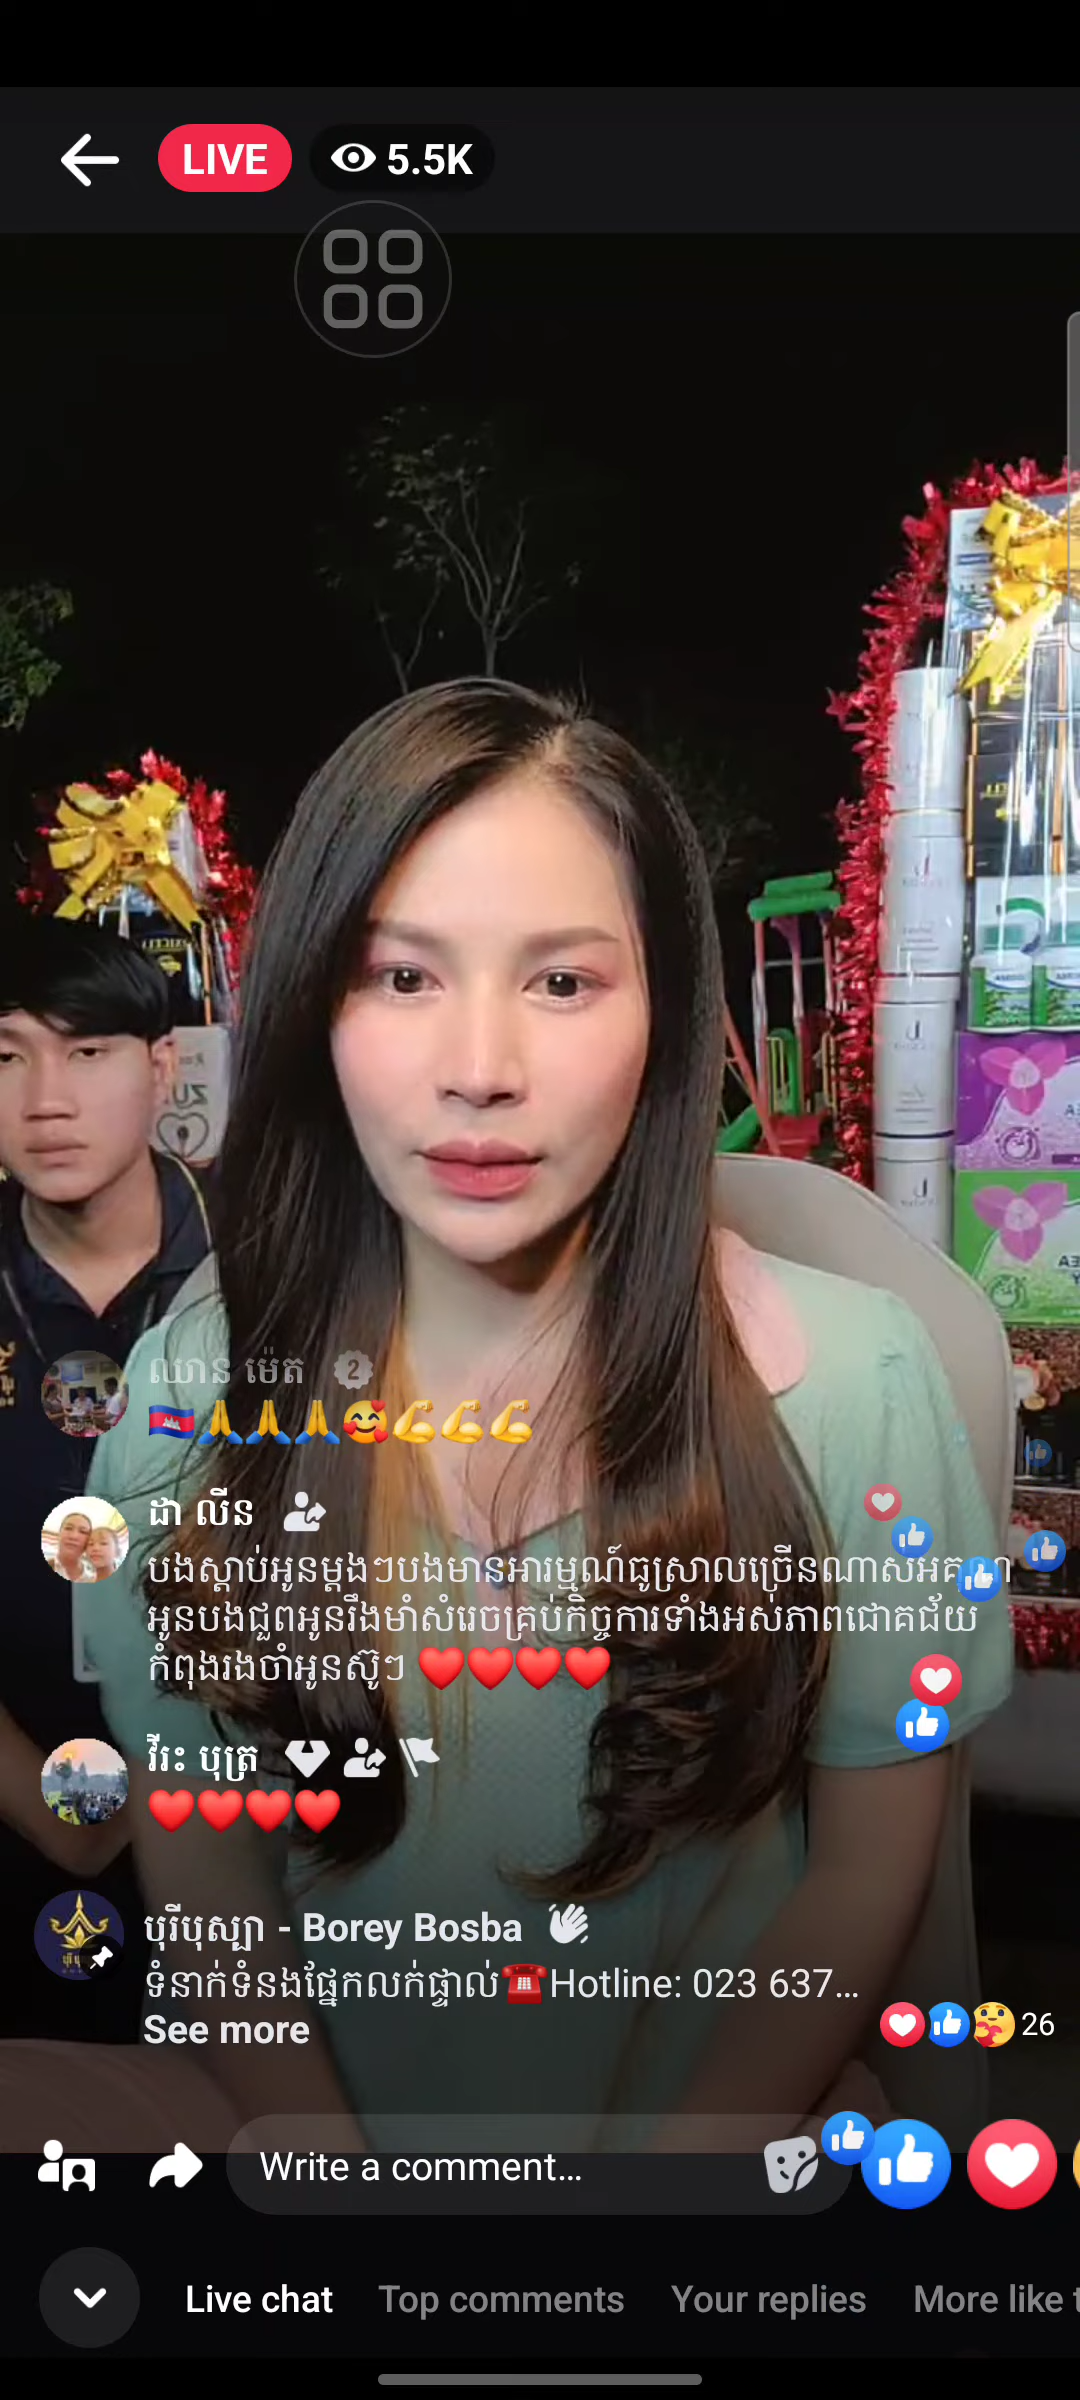 LIVE 5.5K
ឈាន ម៉េត 2
🇰🇭🙏🙏🙏🥰💪💪💪
ដា លីន
បងស្តាប់អូនម្តងៗបងមានអារម្មណ៍ធូរស្រាលច្រើនណាស់
អូនបងជួពអូនរឹងមាំសំរេចគ្រប់កិច្ចការទាំងអស់ភាពជោគជ័យ
កំពុងរងចាំអូនស៊ូៗ ❤️❤️❤️❤️
វីរះ បុត្រ
❤️❤️❤️❤️
បុរីបុស្បា - Borey Bosba
ទំនាក់ទំនងផ្នែកលក់ផ្ទាល់☎️Hotline: 023 637...
See more
26
Write a comment...
Live chat Top comments Your replies More like